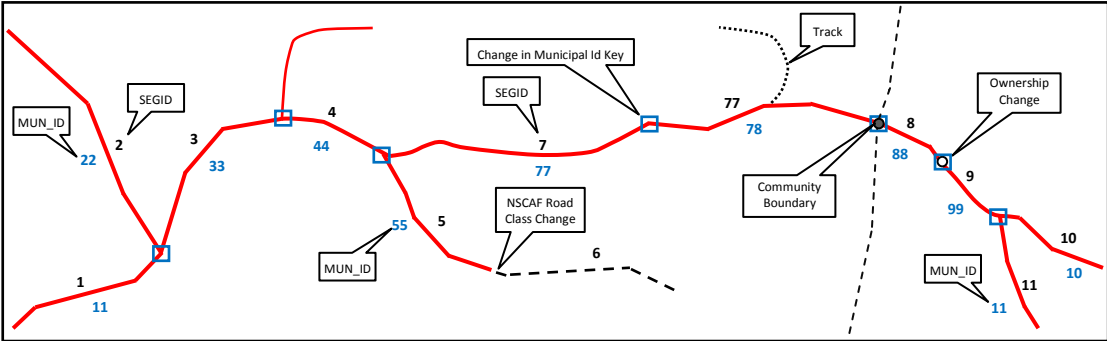 Track
Change in Municipal Id Key
Ownership
Change
SEGID
SEGID
MUN_ID
2
22
3
33
4
44
7
77
77
78
8
88
9
99
Community
Boundary
NSCAF Road
Class Change
55
5
6
MUN_ID
1
11
10
10
MUN_ID
11
11